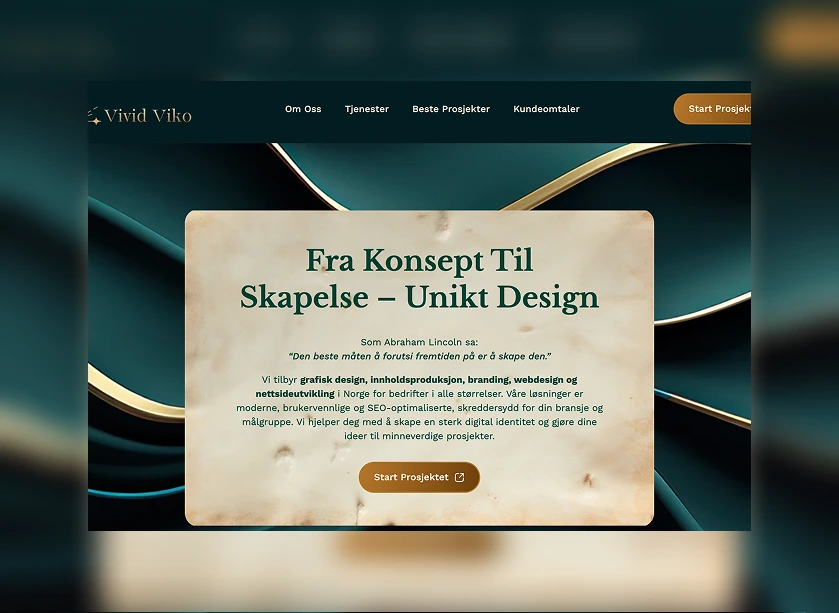 Vivid Viko
Om Oss
Tjenester
Beste Prosjekter
Kundeomtaler
Start
Fra Konsept Til
Skapelse – Unikt Design
Som Abraham Lincoln sa:
“Den beste måten å forutsi fremtiden på er å skape den.”
Vi tilbyr grafisk design, innholdsproduksjon, branding, webdesign og
nettsideutvikling i Norge for bedrifter i alle størrelser. Våre løsninger er
moderne, brukervennlige og SEO-optimaliserte, skreddersydd for din bransje og
målgruppe. Vi hjelper deg med å skape en sterk digital identitet og gjøre dine
ideer til minneverdige prosjekter.
Start Prosjektet